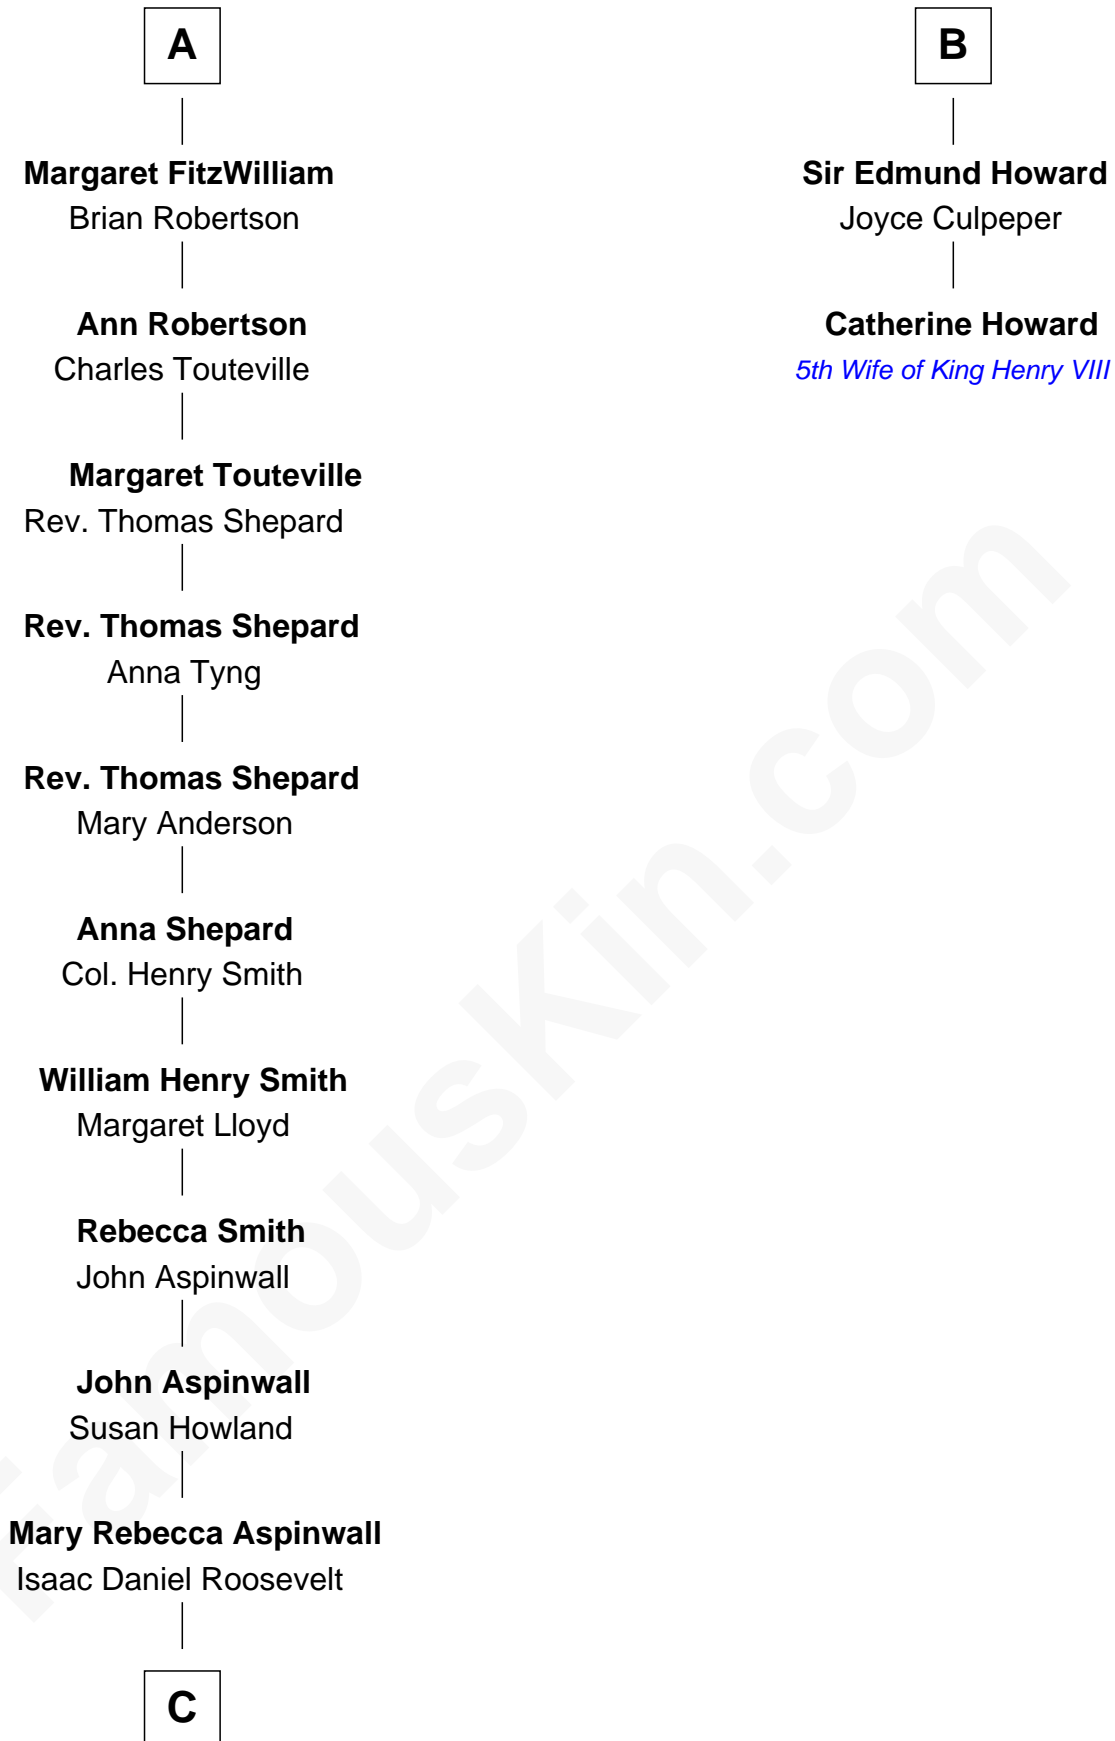 A
Margaret FitzWilliam
Brian Robertson
Ann Robertson
Charles Touteville
Margaret Touteville
Rev. Thomas Shepard
Rev. Thomas Shepard
Anna Tyng
Rev. Thomas Shepard
Mary Anderson
Anna Shepard
Col. Henry Smith
William Henry Smith
Margaret Lloyd
Rebecca Smith
John Aspinwall
John Aspinwall
Susan Howland
Mary Rebecca Aspinwall
Isaac Daniel Roosevelt
C
B
Sir Edmund Howard
Joyce Culpeper
Catherine Howard
5th Wife of King Henry VIII
FamousKin.com